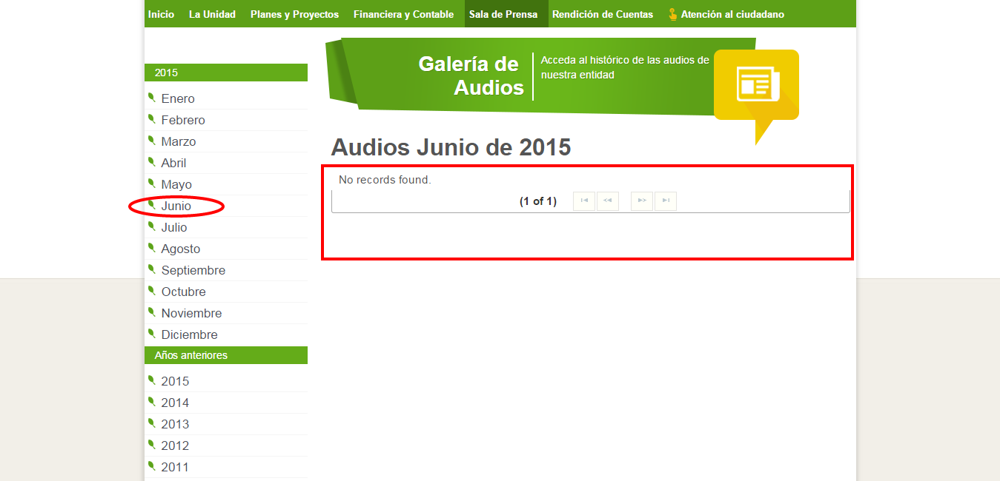 Inicio La Unidad Planes y Proyectos Financiera y Contable Sala de Prensa Rendición de Cuentas Atención al ciudadano
2015
Enero
Febrero
Marzo
Abril
Mayo
Junio
Julio
Agosto
Septiembre
Octubre
Noviembre
Diciembre
Años anteriores
2015
2014
2013
2012
2011
Galería de
Audios
Acceda al histórico de las audios de
nuestra entidad
Audios Junio de 2015
No records found.
(1 of 1)